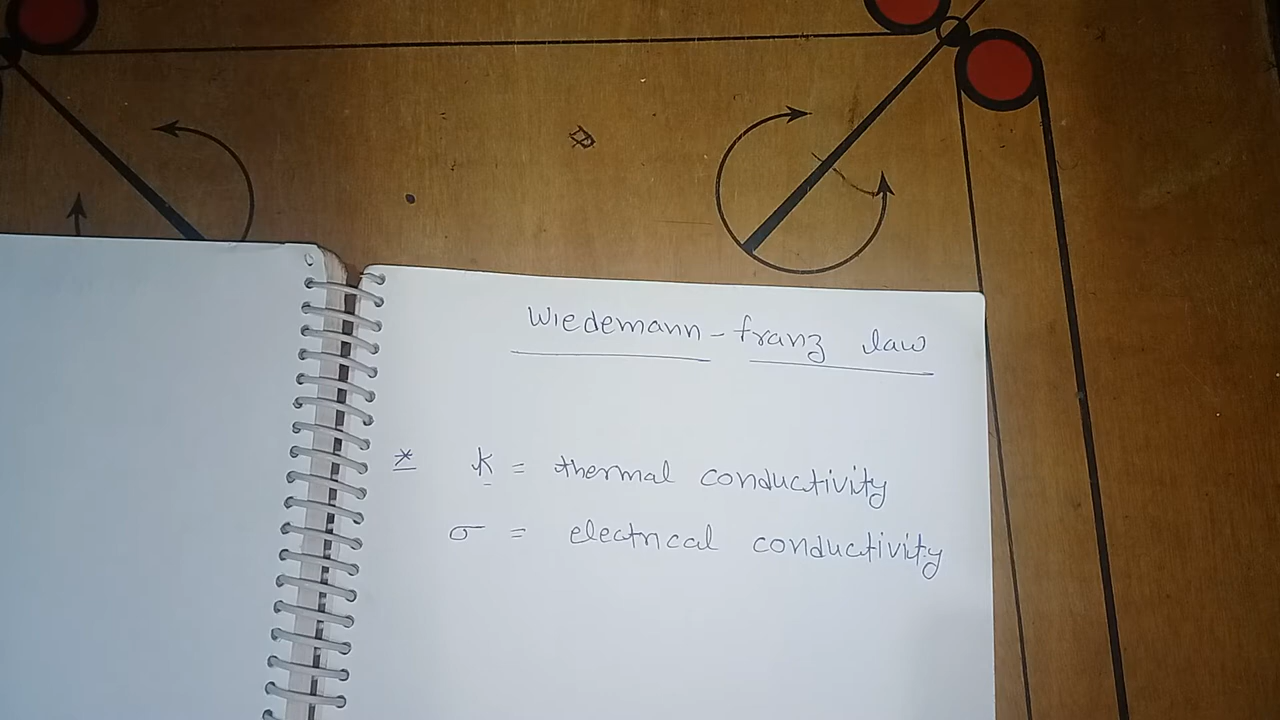 Wiedemann - franz law
* K = thermal conductivity
σ = electrical conductivity